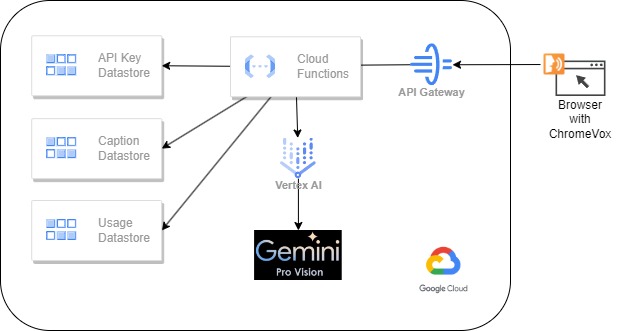 API Key
Datastore
Cloud
Functions
API Gateway
Browser
with
ChromeVox
Caption
Datastore
Vertex AI
Usage
Datastore
Gemini
Pro Vision
Google Cloud